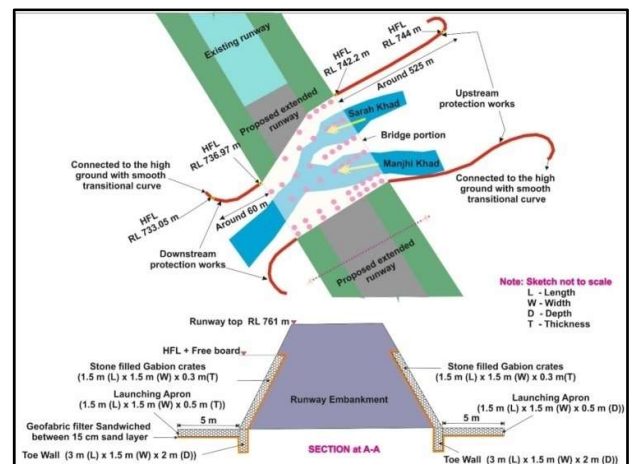 Existing runway
HFL
RL 742.2 m
HFL
RL 744 m
Around 525 m
Upstream
protection works
Proposed extended
runway
Sarah Khad
Bridge portion
HFL
RL 736.97 m
Manjhi Khad
Connected to the high
ground with smooth
transitional curve
Connected to the high
ground with smooth
transitional curve
HFL
RL 733.05 m
Around 60 m
Downstream
protection works
Proposed extended
runway
Note: Sketch not to scale
L - Length
W - Width
D - Depth
T - Thickness
Runway top RL 761 m
HFL + Free board
Stone filled Gabion crates
(1.5 m (L) x 1.5 m (W) x 0.3 m(T)
Stone filled Gabion crates
(1.5 m (L) x 1.5 m (W) x 0.3 m(T)
Launching Apron
(1.5 m (L) x 1.5 m (W) x 0.5 m (T))
Runway Embankment
Launching Apron
(1.5 m (L) x 1.5 m (W) x 0.5 m (D))
5 m
5 m
Geofabric filter Sandwiched
between 15 cm sand layer
Toe Wall (3 m (L) x 1.5 m (W) x 2 m (D))
SECTION at A-A
Toe Wall (3 m (L) x 1.5 m (W) x 2 m (D))